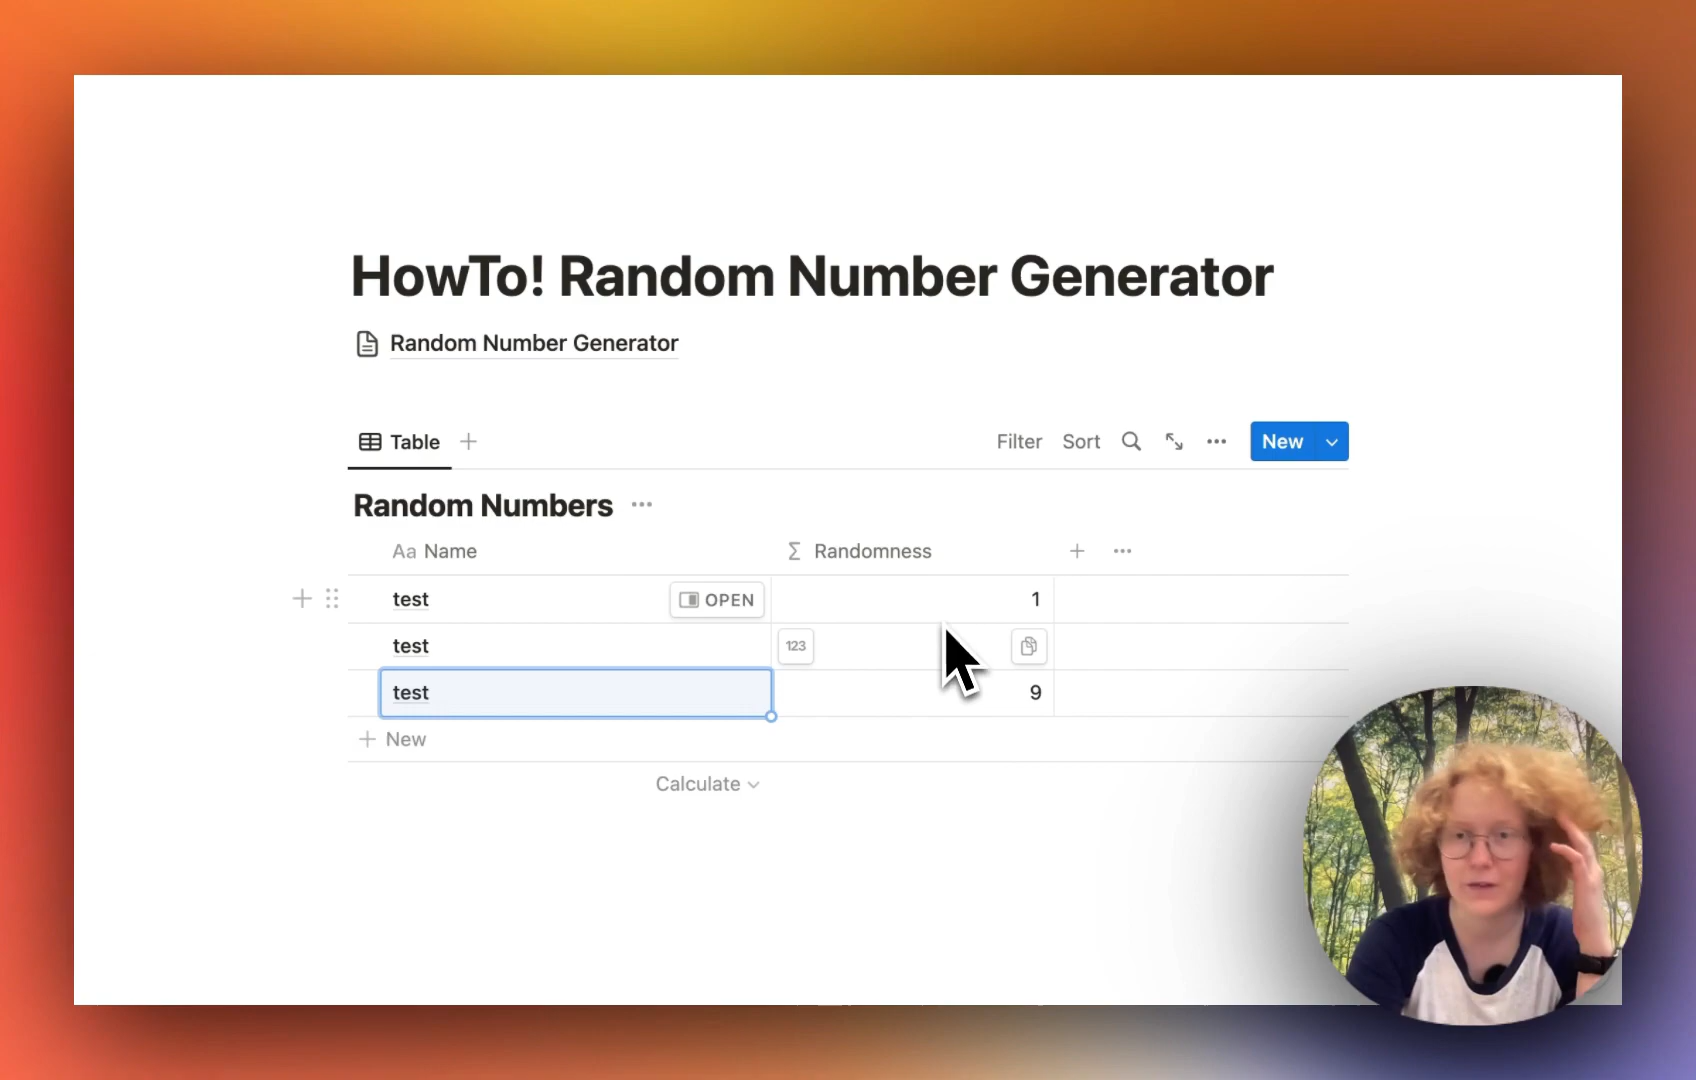 HowTo! Random Number Generator
Random Number Generator
Table
Filter Sort New
Random Numbers
Aa Name Σ Randomness
test OPEN 1
test 123
test 9
New
Calculate